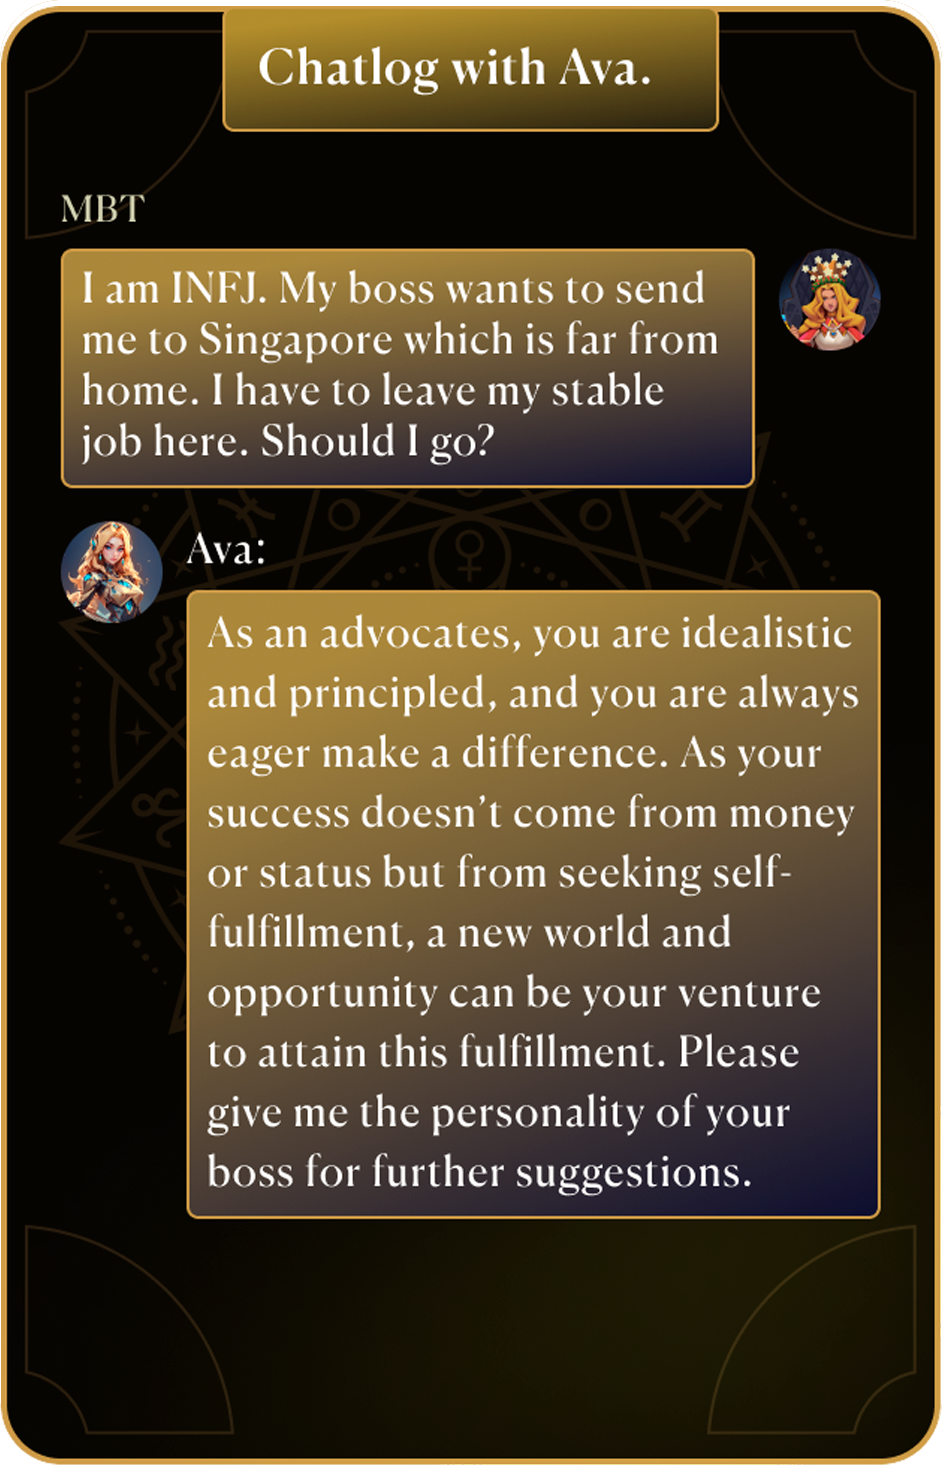 Chatlog with Ava.
MBT
I am INFJ. My boss wants to send
me to Singapore which is far from
home. I have to leave my stable
job here. Should I go?
Ava:
As an advocates, you are idealistic
and principled, and you are always
eager make a difference. As your
success doesn’t come from money
or status but from seeking self-
fulfillment, a new world and
opportunity can be your venture
to attain this fulfillment. Please
give me the personality of your
boss for further suggestions.